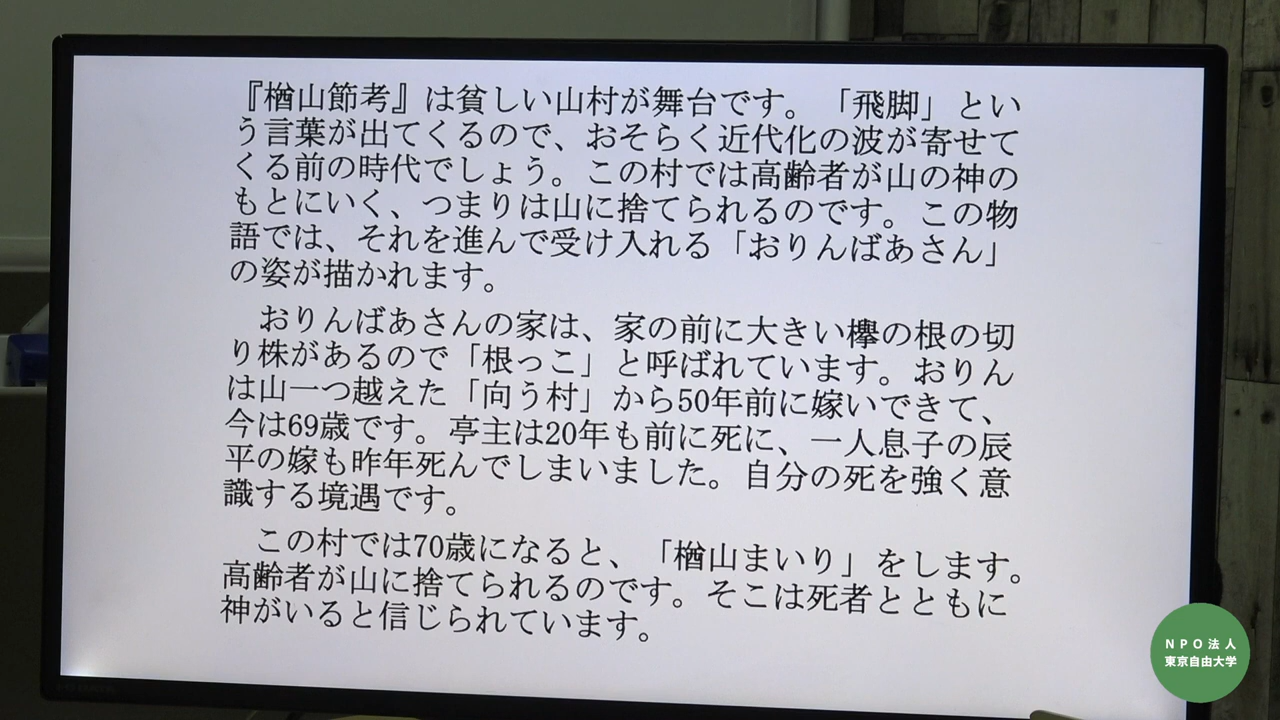 『楢山節考』は貧しい山村が舞台です。「飛脚」とい
う言葉が出てくるので、おそらく近代化の波が寄せて
くる前の時代でしょう。この村では高齢者が山の神の
もとにいく、つまりは山に捨てられるのです。この物
語では、それを進んで受け入れる「おりんばあさん」
の姿が描かれます。
おりんばあさんの家は、家の前に大きい欅の根の切
り株があるので「根っこ」と呼ばれています。おりん
は山一つ越えた「向う村」から50年前に嫁いできて、
今は69歳です。亭主は20年も前に死に、一人息子の辰
平の嫁も昨年死んでしまいました。自分の死を強く意
識する境遇です。
この村では70歳になると、「楢山まいり」をします。
高齢者が山に捨てられるのです。そこは死者とともに
神がいると信じられています。
NPO法人
東京自由大学